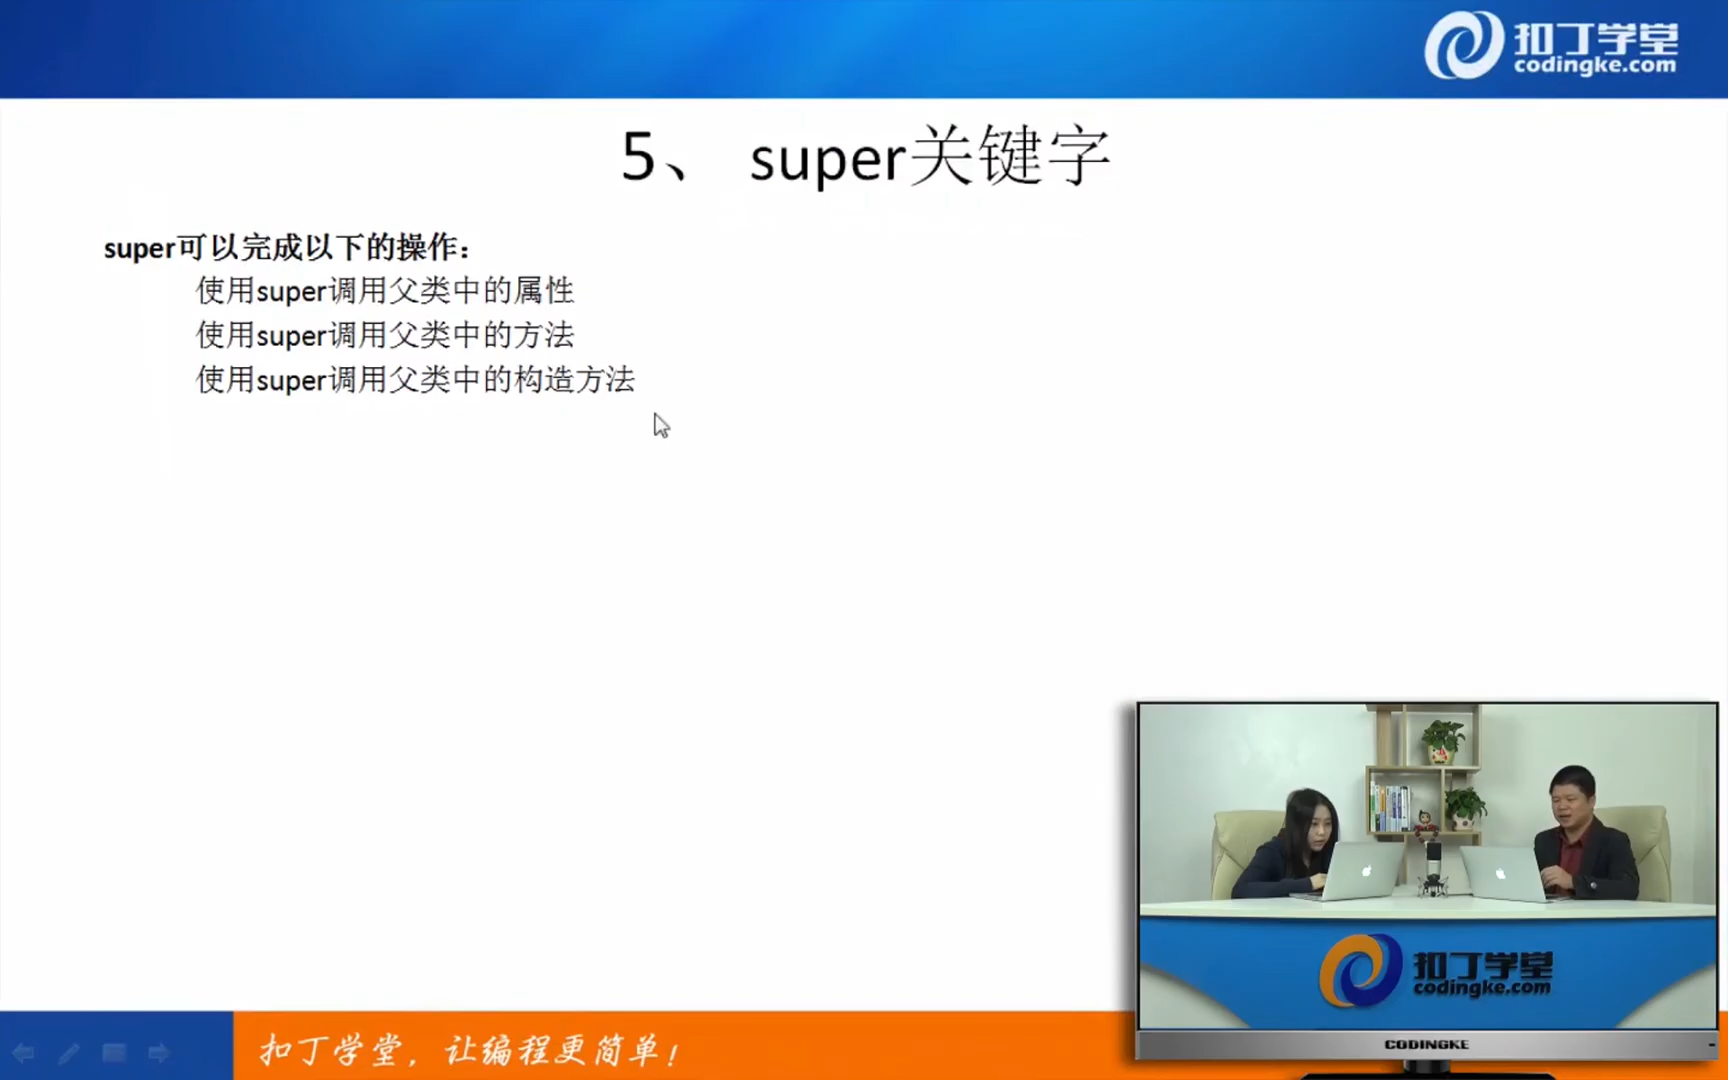 扣丁学堂
codingke.com
5、 super关键字
super可以完成以下的操作：
使用super调用父类中的属性
使用super调用父类中的方法
使用super调用父类中的构造方法
扣丁学堂
codingke.com
CODINGKE
扣丁学堂，让编程更简单！